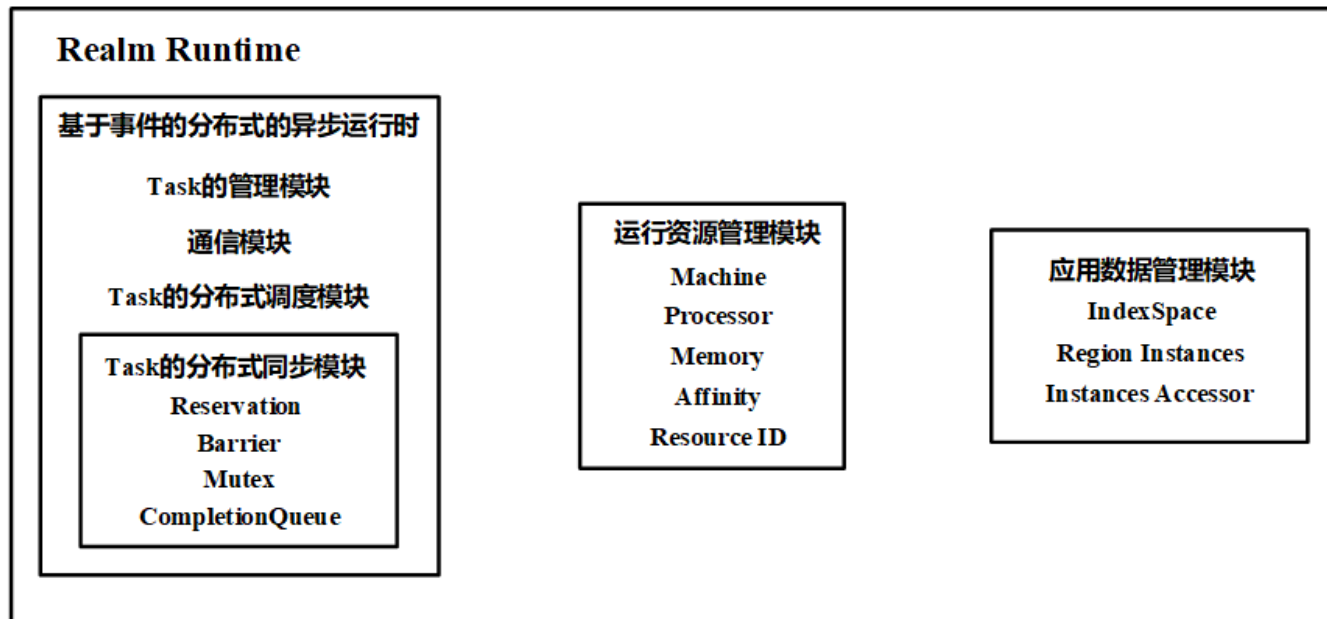 Realm Runtime
基于事件的分布式的异步运行时
Task的管理模块
通信模块
Task的分布式调度模块
Task的分布式同步模块
Reservation
Barrier
Mutex
CompletionQueue
运行资源管理模块
Machine
Processor
Memory
Affinity
Resource ID
应用数据管理模块
IndexSpace
Region Instances
Instances Accessor